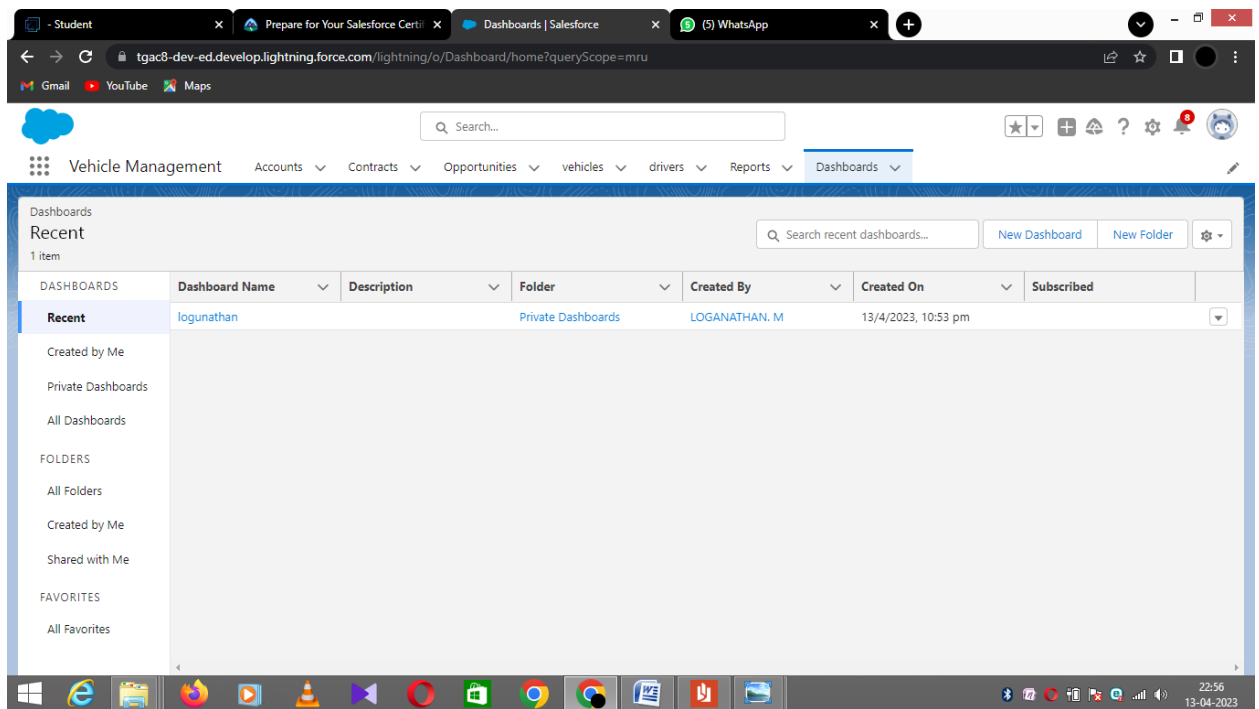 - Student
Prepare for Your Salesforce Certif
Dashboards | Salesforce
(5) WhatsApp
tgac8-dev-ed.develop.lightning.force.com/lightning/o/Dashboard/home?queryScope=mru
Gmail YouTube Maps
Search...
8
Vehicle Management Accounts Contracts Opportunities vehicles drivers Reports Dashboards
Dashboards
Recent
1 item
Search recent dashboards...
New Dashboard New Folder
DASHBOARDS
Dashboard Name Description Folder Created By Created On Subscribed
Recent
logunathan Private Dashboards LOGANATHAN. M 13/4/2023, 10:53 pm
Created by Me
Private Dashboards
All Dashboards
FOLDERS
All Folders
Created by Me
Shared with Me
FAVORITES
All Favorites
22:56
13-04-2023